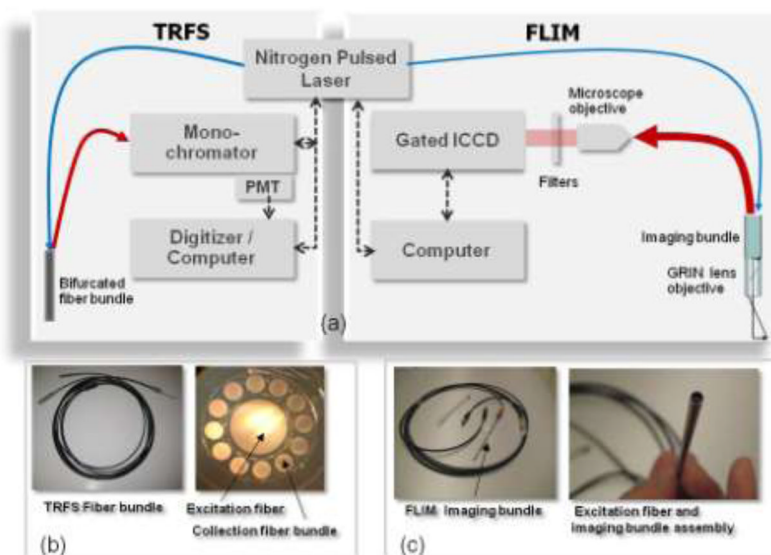 TRFS
FLIM
Nitrogen Pulsed
Laser
Mono-
chromator
PMT
Digitizer /
Computer
Bifurcated
fiber bundle
Gated ICCD
Filters
Microscope
objective
Computer
Imaging bundle
GRIN lens
objective
(a)
TRFS Fiber bundle
Excitation fiber
Collection fiber bundle
(b)
FLIM Imaging bundle
Excitation fiber and
Imaging bundle assembly
(c)